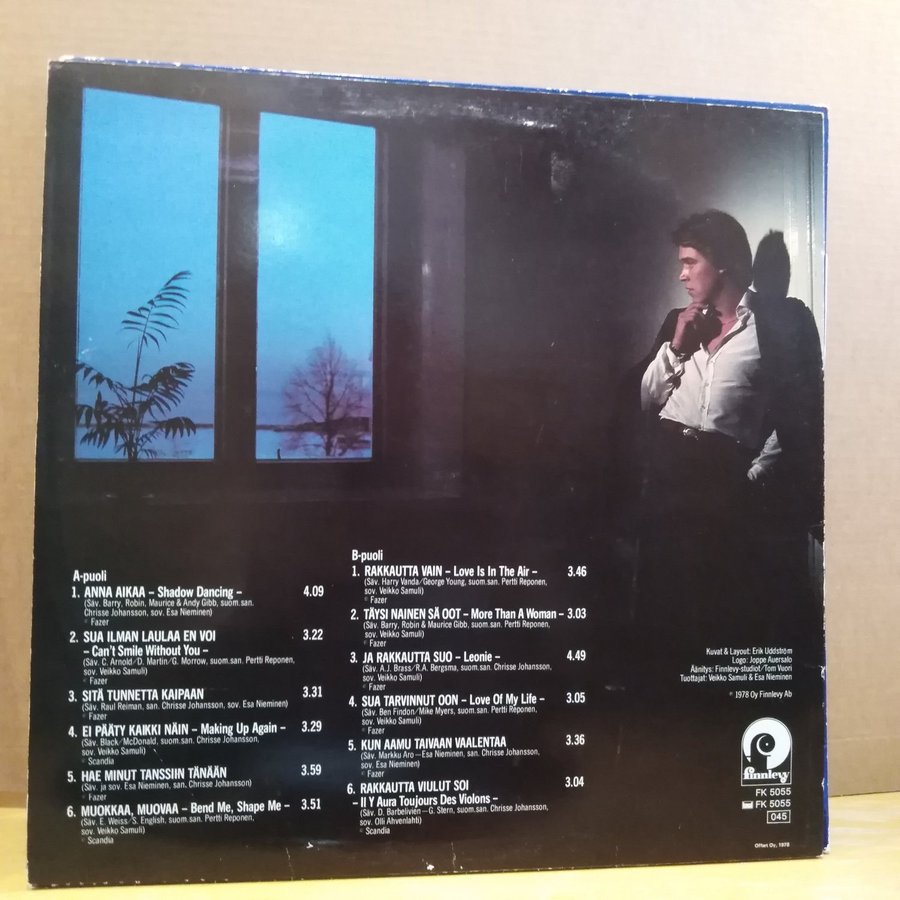 A-puoli
1. ANNA AIKAA – Shadow Dancing – 4.09
(Säv. Barry, Robin, Maurice & Andy Gibb, suom.san.
Chrisse Johansson, sov. Esa Nieminen)
℗ Fazer
2. SUA ILMAN LAULAA EN VOI 3.22
– Can't Smile Without You –
(Säv. C. Arnold/D. Martin/G. Morrow, suom.san. Pertti Reponen,
sov. Veikko Samuli)
℗ Fazer
3. SITÄ TUNNETTA KAIPAAN 3.31
(Säv. Raul Reiman, san. Chrisse Johansson, sov. Esa Nieminen)
℗ Fazer
4. EI PÄÄTY KAIKKI NÄIN – Making Up Again – 3.29
(Säv. Black/McDonald, suom.san. Chrisse Johansson,
sov. Veikko Samuli)
℗ Scandia
5. HAE MINUT TANSSIIN TÄNÄÄN 3.59
(Säv. ja sov. Esa Nieminen, san. Chrisse Johansson)
℗ Fazer
6. MUOKKAA, MUOVAA – Bend Me, Shape Me – 3.51
(Säv. E. Weiss/S. English, suom.san. Pertti Reponen,
sov. Veikko Samuli)
℗ Scandia
B-puoli
1. RAKKAUTTA VAIN – Love Is In The Air – 3.46
(Säv. Harry Vanda/George Young, suom.san. Pertti Reponen,
sov. Veikko Samuli)
℗ Fazer
2. TÄYSI NAINEN SÄ OOT – More Than A Woman – 3.03
(Säv. Barry, Robin & Maurice Gibb, suom.san. Pertti Reponen,
sov. Veikko Samuli)
℗ Fazer
3. JA RAKKAUTTA SUO – Leonie – 4.49
(Säv. A.J. Brass/R.A. Bergsma, suom.san. Chrisse Johansson,
sov. Veikko Samuli)
℗ Fazer
4. SUA TARVINNUT OON – Love Of My Life – 3.05
(Säv. Ben Findon/Mike Myers, suom.san. Pertti Reponen,
sov. Veikko Samuli)
℗ Fazer
5. KUN AAMU TAIVAAN VAALENTAA 3.36
(Säv. Markku Aro – Esa Nieminen, san. Chrisse Johansson,
sov. Esa Nieminen)
℗ Fazer
6. RAKKAUTTA VIULUT SOI 3.04
– Il Y Aura Toujours Des Violons –
(Säv. D. Barbelivien – G. Stern, suom.san. Chrisse Johansson,
sov. Olli Ahvenlahti)
℗ Scandia
Kuvat & Layout: Erik Uddström
Logo: Joppe Auersalo
Äänitys: Finnlevy-studiot/Tom Vuori
Tuottajat: Veikko Samuli & Esa Nieminen
℗ 1978 Oy Finnlevy Ab
finnlevy
FK 5055
FK 5055
045
Offset Oy, 1978